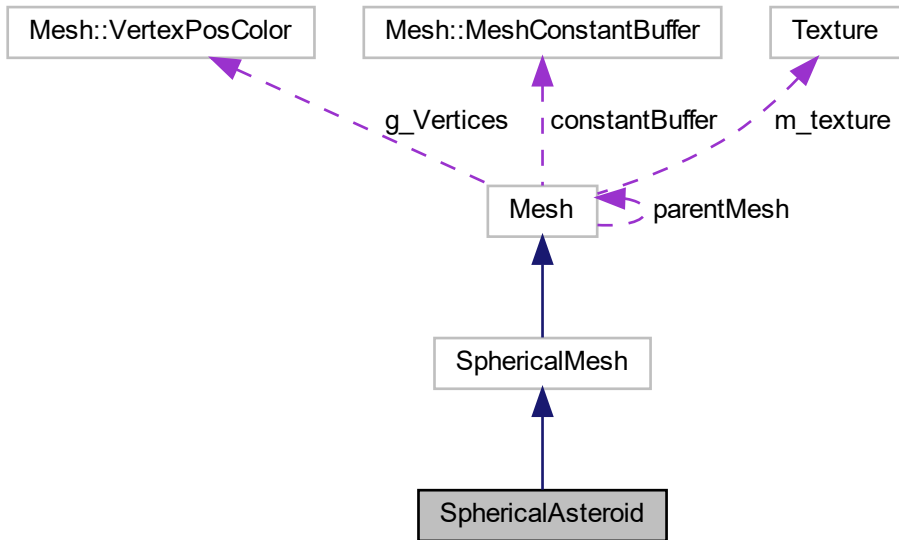 Mesh::VertexPosColor
Mesh::MeshConstantBuffer
Texture
g_Vertices
constantBuffer
m_texture
Mesh
parentMesh
SphericalMesh
SphericalAsteroid